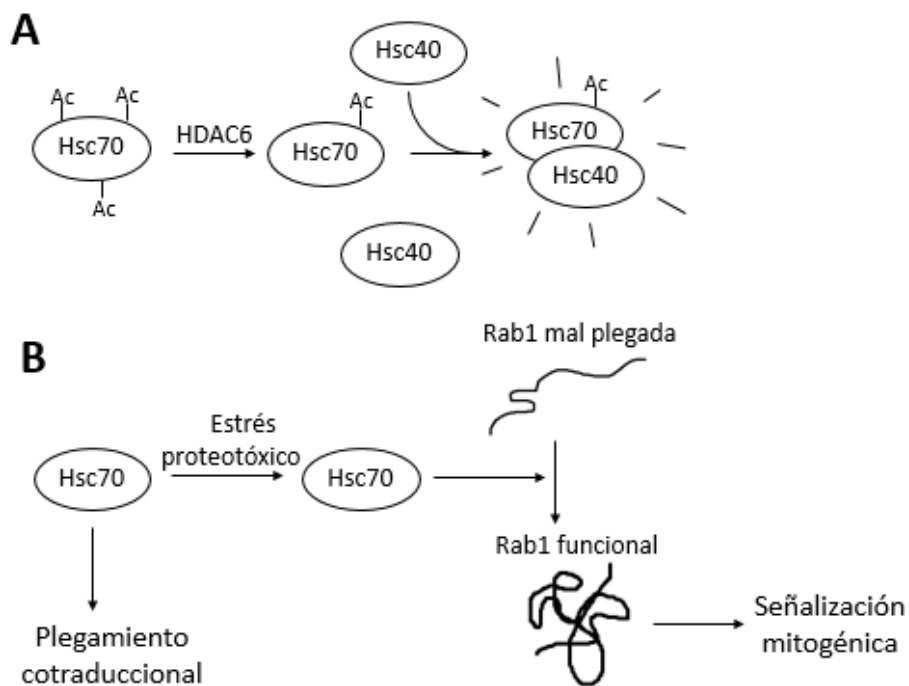 A
Hsc40
Ac
Ac
Ac
Hsc70
HDAC6
Ac
Hsc70
Hsc70
Hsc40
Ac
Hsc40
B
Rab1 mal plegada
Estrés
proteotóxico
Hsc70
Hsc70
Rab1 funcional
Plegamiento
cotraduccional
Señalización
mitogénica